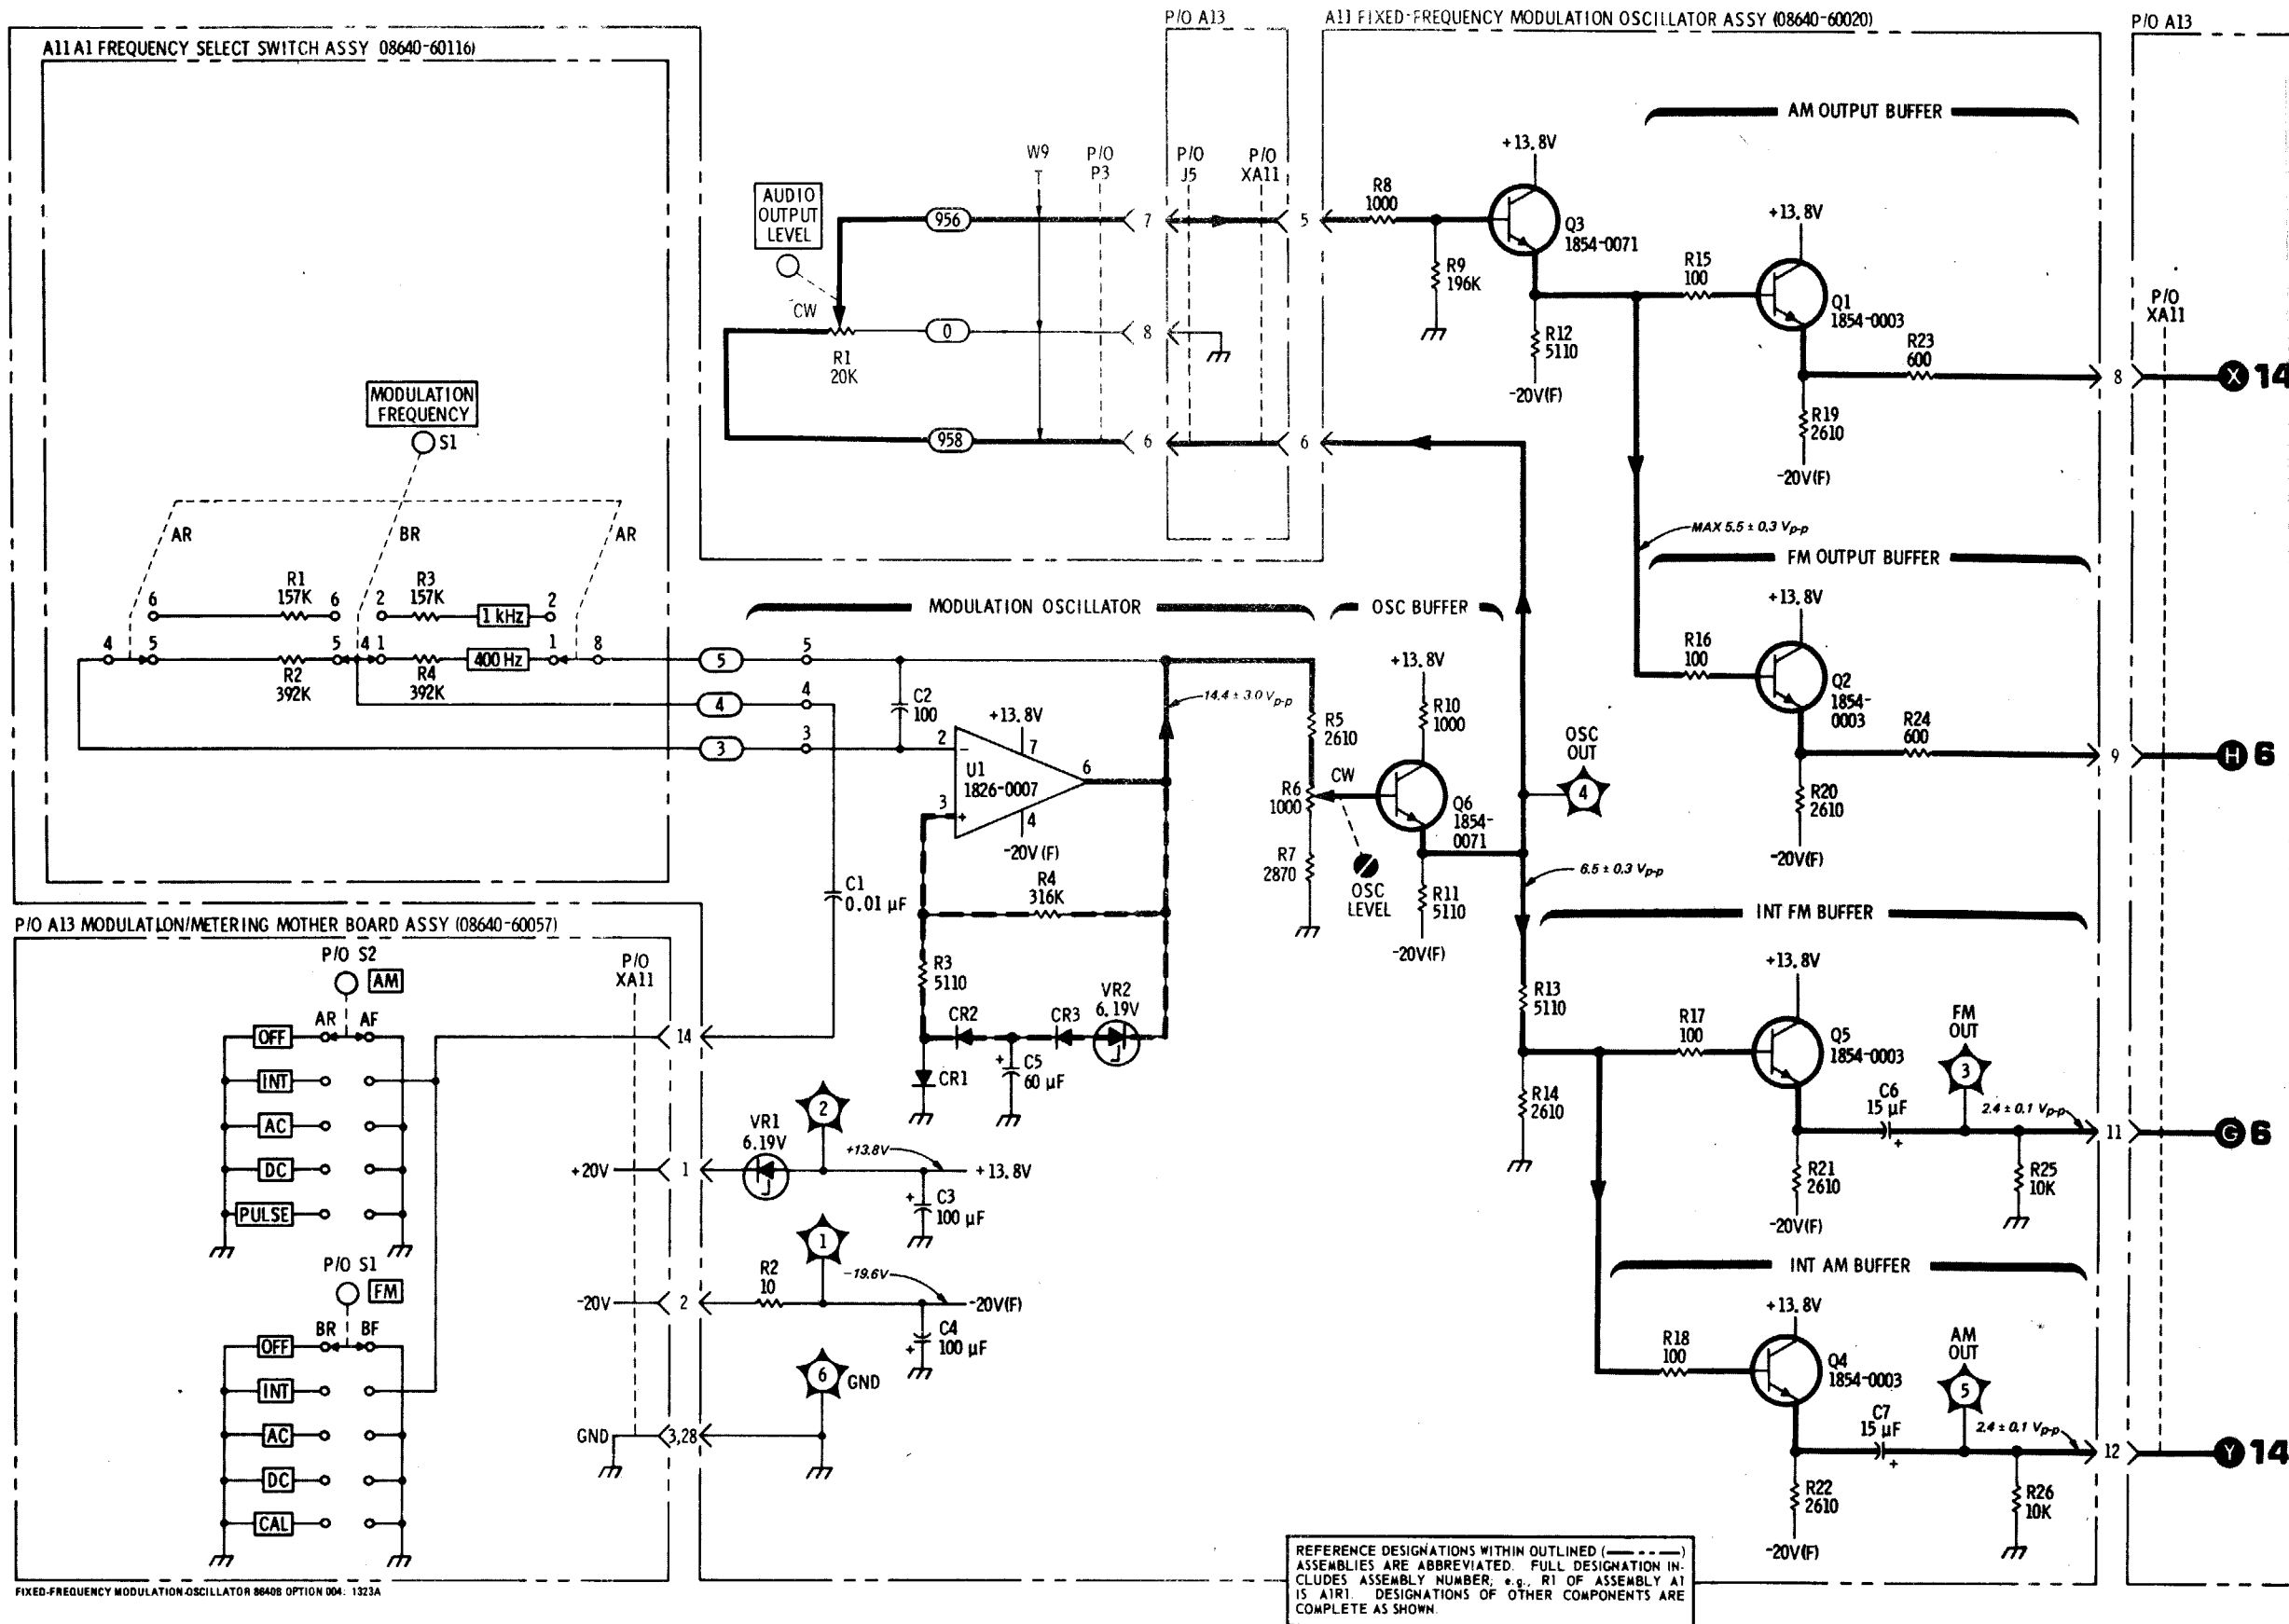 P/O A13
A11 FIXED-FREQUENCY MODULATION OSCILLATOR ASSY (08640-60020)
P/O A13
A11 A1 FREQUENCY SELECT SWITCH ASSY 08640-60116)
AM OUTPUT BUFFER
+13.8V
W9
P/O
P3
P/O
J5
P/O
XA11
AUDIO
OUTPUT
LEVEL
956
7
5
R8
1000
Q3
1854-0071
+13.8V
R9
196K
R15
100
Q1
1854-0003
P/O
XA11
CW
0
8
R1
20K
R12
5110
-20V(F)
R23
600
8
X 14
MODULATION
FREQUENCY
S1
958
6
6
R19
2610
-20V(F)
AR
BR
AR
MAX 5.5 ± 0.3 Vp-p
FM OUTPUT BUFFER
+13.8V
R1
157K
R3
157K
6
6
2
1 kHz
2
MODULATION OSCILLATOR
OSC BUFFER
4
5
5
4
1
400 Hz
1
8
5
5
R2
392K
R4
392K
4
4
3
3
C2
100
14.4 ± 3.0 Vp-p
+13.8V
R16
100
Q2
1854-
0003
R24
600
9
H 6
+13.8V
2
-
7
U1
1826-0007
6
3
+
4
-20V(F)
R5
2610
R10
1000
OSC
OUT
4
R6
1000
CW
Q6
1854-
0071
R20
2610
-20V(F)
R7
2870
OSC
LEVEL
R11
5110
-20V(F)
6.5 ± 0.3 Vp-p
C1
0.01 µF
R4
316K
INT FM BUFFER
P/O A13 MODULATION/METERING MOTHER BOARD ASSY (08640-60057)
P/O S2
AM
P/O
XA11
R3
5110
+13.8V
R13
5110
AR
AF
OFF
14
CR2
CR3
VR2
6.19V
R17
100
Q5
1854-0003
FM
OUT
3
INT
CR1
C5
+
60 µF
AC
2
R14
2610
C6
15 µF
+
2.4 ± 0.1 Vp-p
11
G 6
DC
+20V
1
VR1
6.19V
+13.8V
+13.8V
R21
2610
-20V(F)
R25
10K
PULSE
C3
+
100 µF
1
P/O S1
FM
-20V
2
R2
10
-19.6V
-20V(F)
INT AM BUFFER
+13.8V
BR
BF
OFF
C4
+
100 µF
R18
100
Q4
1854-0003
AM
OUT
5
INT
6
GND
AC
GND
3,28
C7
15 µF
+
2.4 ± 0.1 Vp-p
12
Y 14
DC
R22
2610
-20V(F)
R26
10K
CAL
REFERENCE DESIGNATIONS WITHIN OUTLINED (— - - —)
ASSEMBLIES ARE ABBREVIATED. FULL DESIGNATION IN-
CLUDES ASSEMBLY NUMBER; e.g., R1 OF ASSEMBLY A1
IS A1R1. DESIGNATIONS OF OTHER COMPONENTS ARE
COMPLETE AS SHOWN.
FIXED-FREQUENCY MODULATION OSCILLATOR 8640B OPTION 004: 1323A